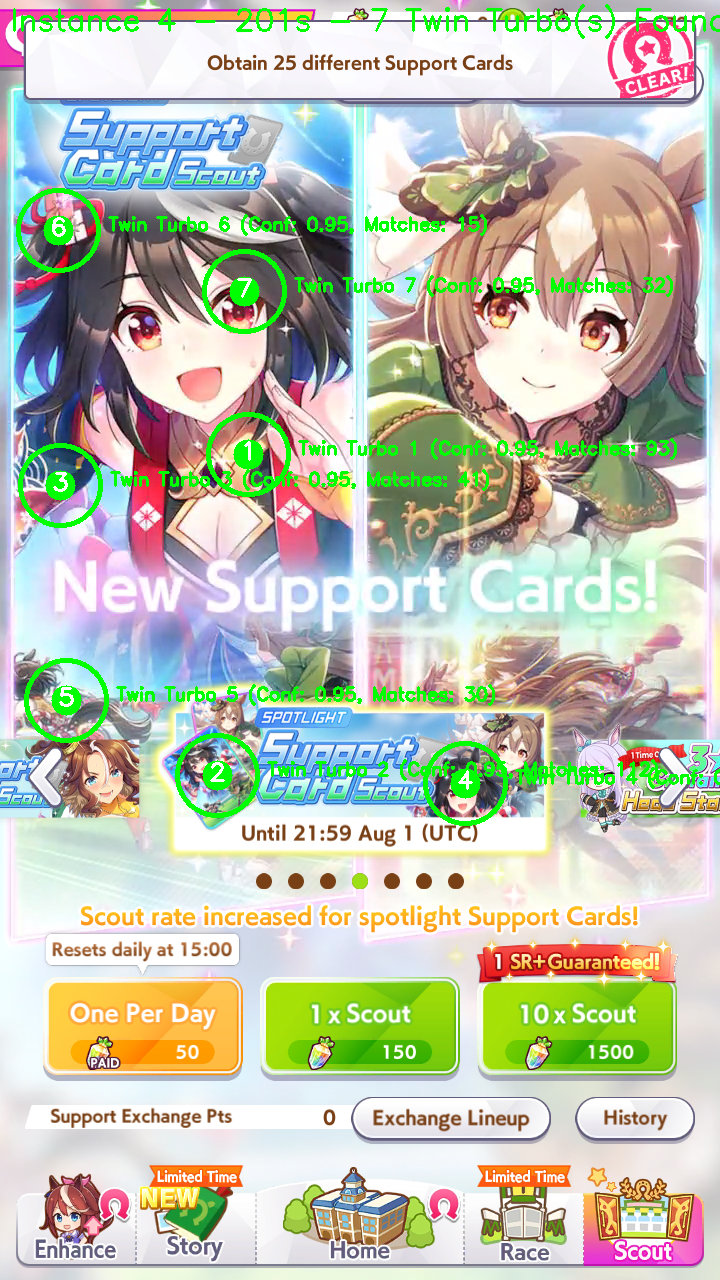 Instance 4 - 201s - 7 Twin Turbo(s) Found
Obtain 25 different Support Cards
CLEAR!
Support
Card Scout
6 Twin Turbo 6 (Conf: 0.95, Matches: 15)
7 Twin Turbo 7 (Conf: 0.95, Matches: 32)
1 Twin Turbo 1 (Conf: 0.95, Matches: 93)
3 Twin Turbo 3 (Conf: 0.95, Matches: 41)
New Support Cards!
5 Twin Turbo 5 (Conf: 0.95, Matches: 30)
SPOTLIGHT
Support
Card Scout
2 Twin Turbo 2 (Conf: 0.95, Matches:
4 Twin Turbo 4 (Conf:
1 Time
Until 21:59 Aug 1 (UTC)
Scout rate increased for spotlight Support Cards!
Resets daily at 15:00
1 SR+Guaranteed!
One Per Day
PAID 50
1 x Scout
150
10 x Scout
1500
Support Exchange Pts 0
Exchange Lineup
History
Limited Time
NEW
Limited Time
Enhance
Story
Home
Race
Scout